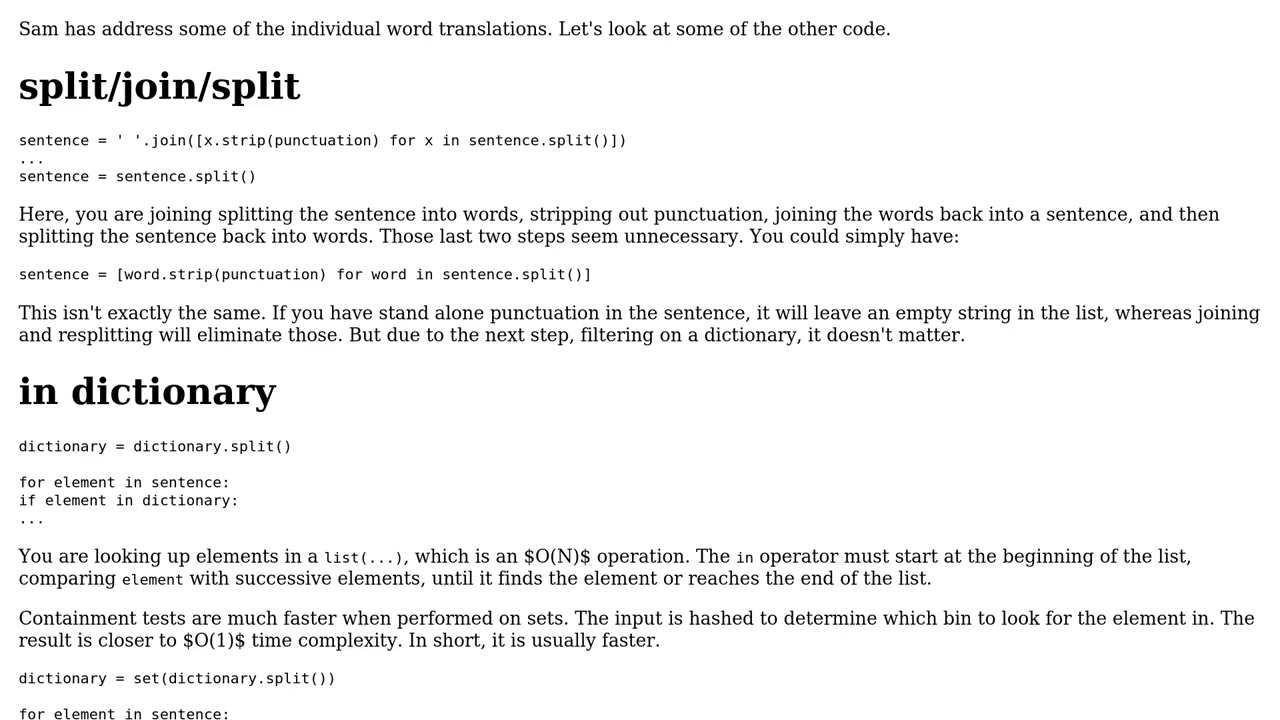 Sam has address some of the individual word translations. Let's look at some of the other code.
split/join/split
sentence = ' '.join([x.strip(punctuation) for x in sentence.split()])
...
sentence = sentence.split()
Here, you are joining splitting the sentence into words, stripping out punctuation, joining the words back into a sentence, and then
splitting the sentence back into words. Those last two steps seem unnecessary. You could simply have:
sentence = [word.strip(punctuation) for word in sentence.split()]
This isn't exactly the same. If you have stand alone punctuation in the sentence, it will leave an empty string in the list, whereas joining
and resplitting will eliminate those. But due to the next step, filtering on a dictionary, it doesn't matter.
in dictionary
dictionary = dictionary.split()
for element in sentence:
if element in dictionary:
...
You are looking up elements in a list(...), which is an $O(N)$ operation. The in operator must start at the beginning of the list,
comparing element with successive elements, until it finds the element or reaches the end of the list.
Containment tests are much faster when performed on sets. The input is hashed to determine which bin to look for the element in. The
result is closer to $O(1)$ time complexity. In short, it is usually faster.
dictionary = set(dictionary.split())
for element in sentence: